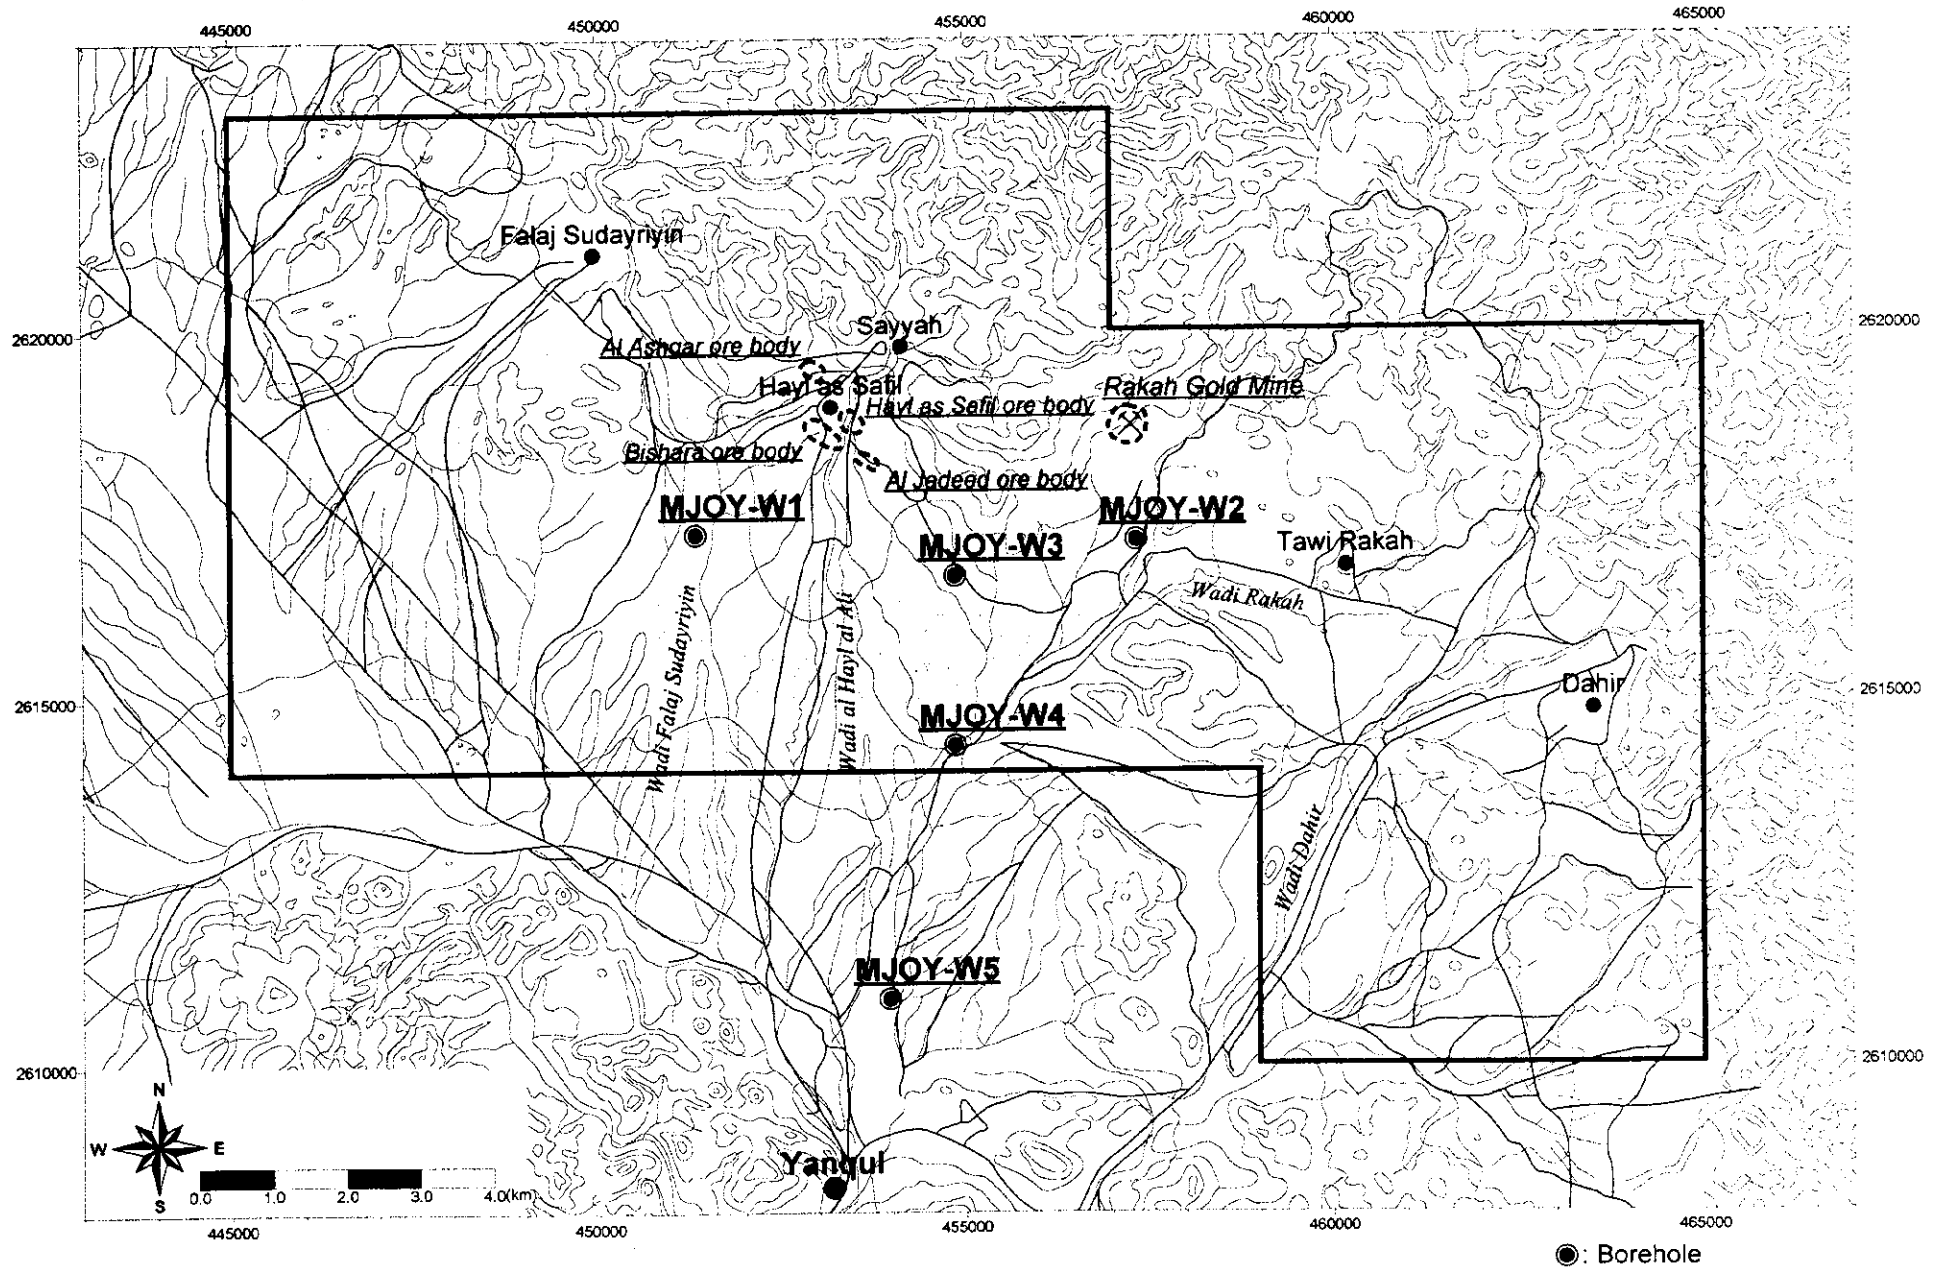 445000
450000
455000
460000
465000
Falaj Sudayriyin
Sayyah
2620000
2620000
Al Ashgar ore body
Hayl as Safil
Rakah Gold Mine
Hayl as Safil ore body
Bishara ore body
Al Jadeed ore body
MJOY-W1
MJOY-W2
MJOY-W3
Tawi Rakah
Wadi Rakah
Wadi Falaj Sudayriyin
Wadi al Hayl al Ali
Dahir
2615000
2615000
MJOY-W4
Wadi Dahir
MJOY-W5
2610000
2610000
N
W
E
S
0.0
1.0
2.0
3.0
4.0(km)
Yanqul
445000
450000
455000
460000
465000
: Borehole